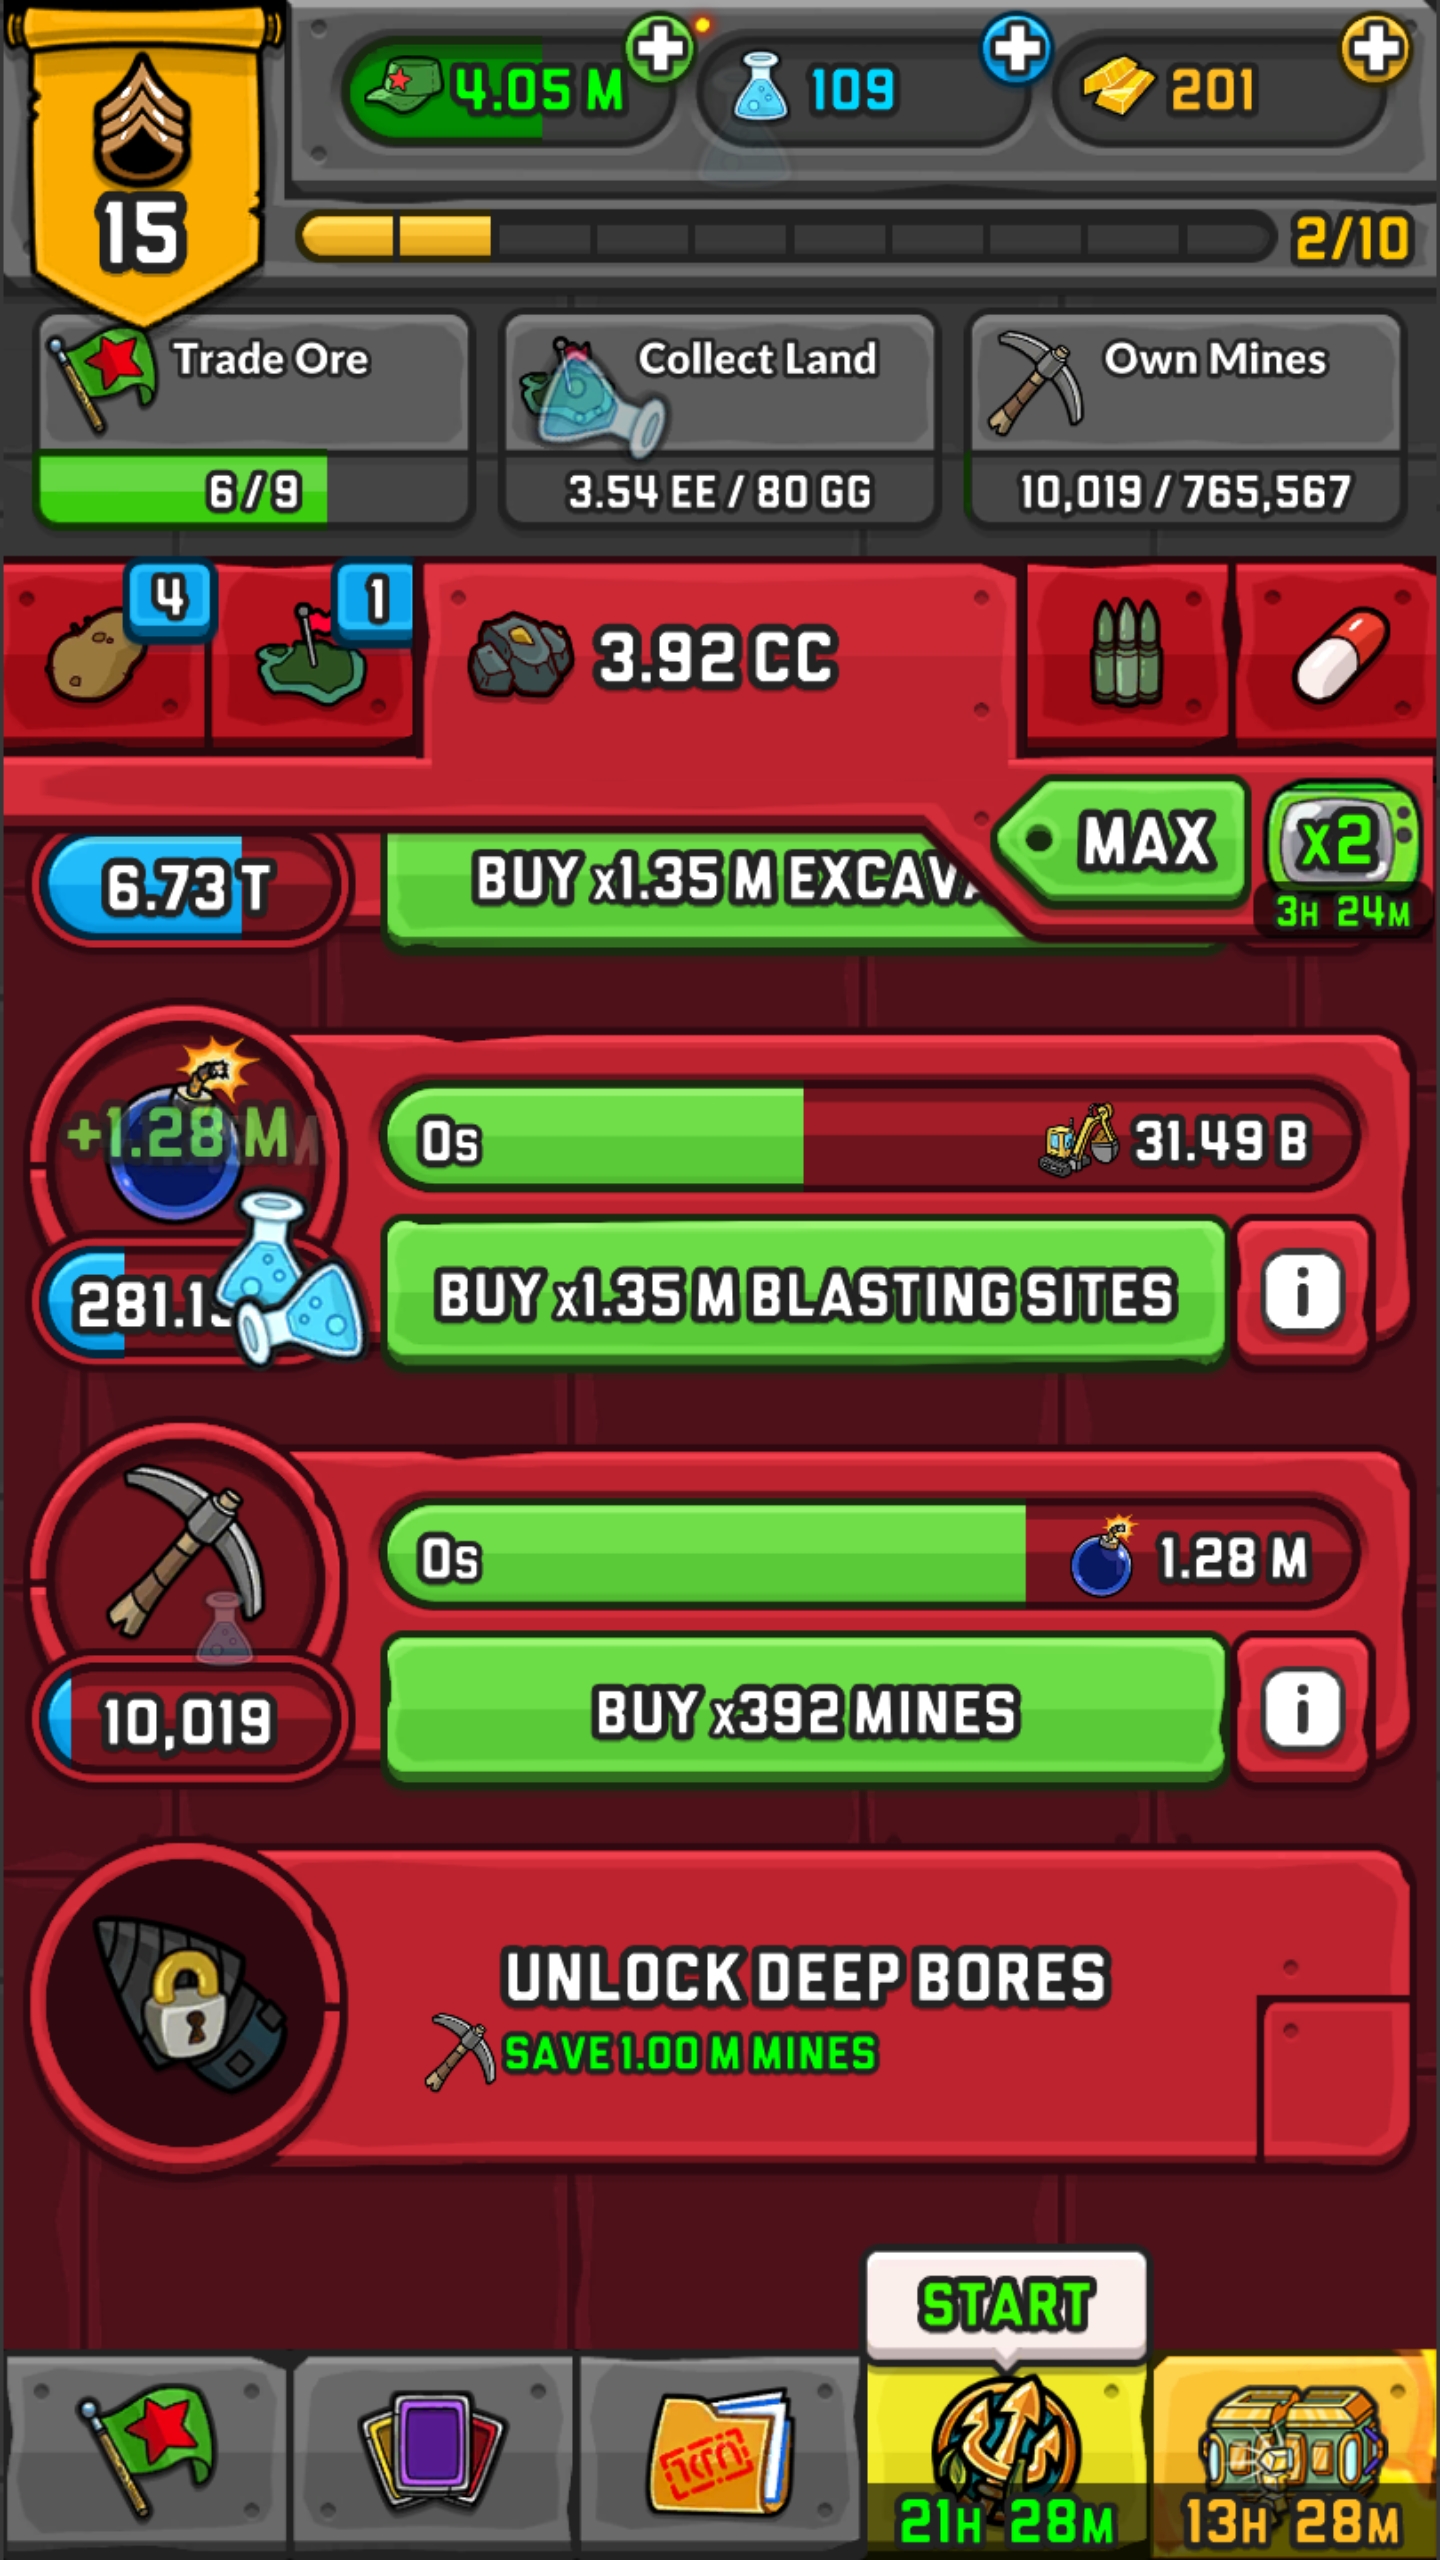 4.05 M
109
201
15
2/10
Trade Ore
Collect Land
Own Mines
6/9
3.54 EE / 80 GG
10,019 / 765,567
4
1
3.92 CC
MAX
x2
3H 24M
6.73 T
BUY x1.35 M
+1.28 M
0s
31.49 B
BUY x1.35 M BLASTING SITES
i
0s
1.28 M
10,019
BUY x392 MINES
i
UNLOCK DEEP BORES
SAVE 1.00 M MINES
START
21H 28M
13H 28M